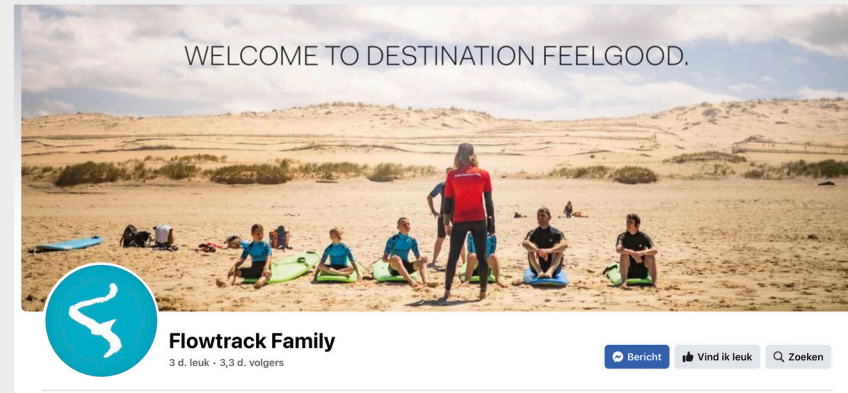 WELCOME TO DESTINATION FEELGOOD.
Flowtrack Family
3 d. leuk · 3,3 d. volgers
Bericht
Vind ik leuk
Zoeken